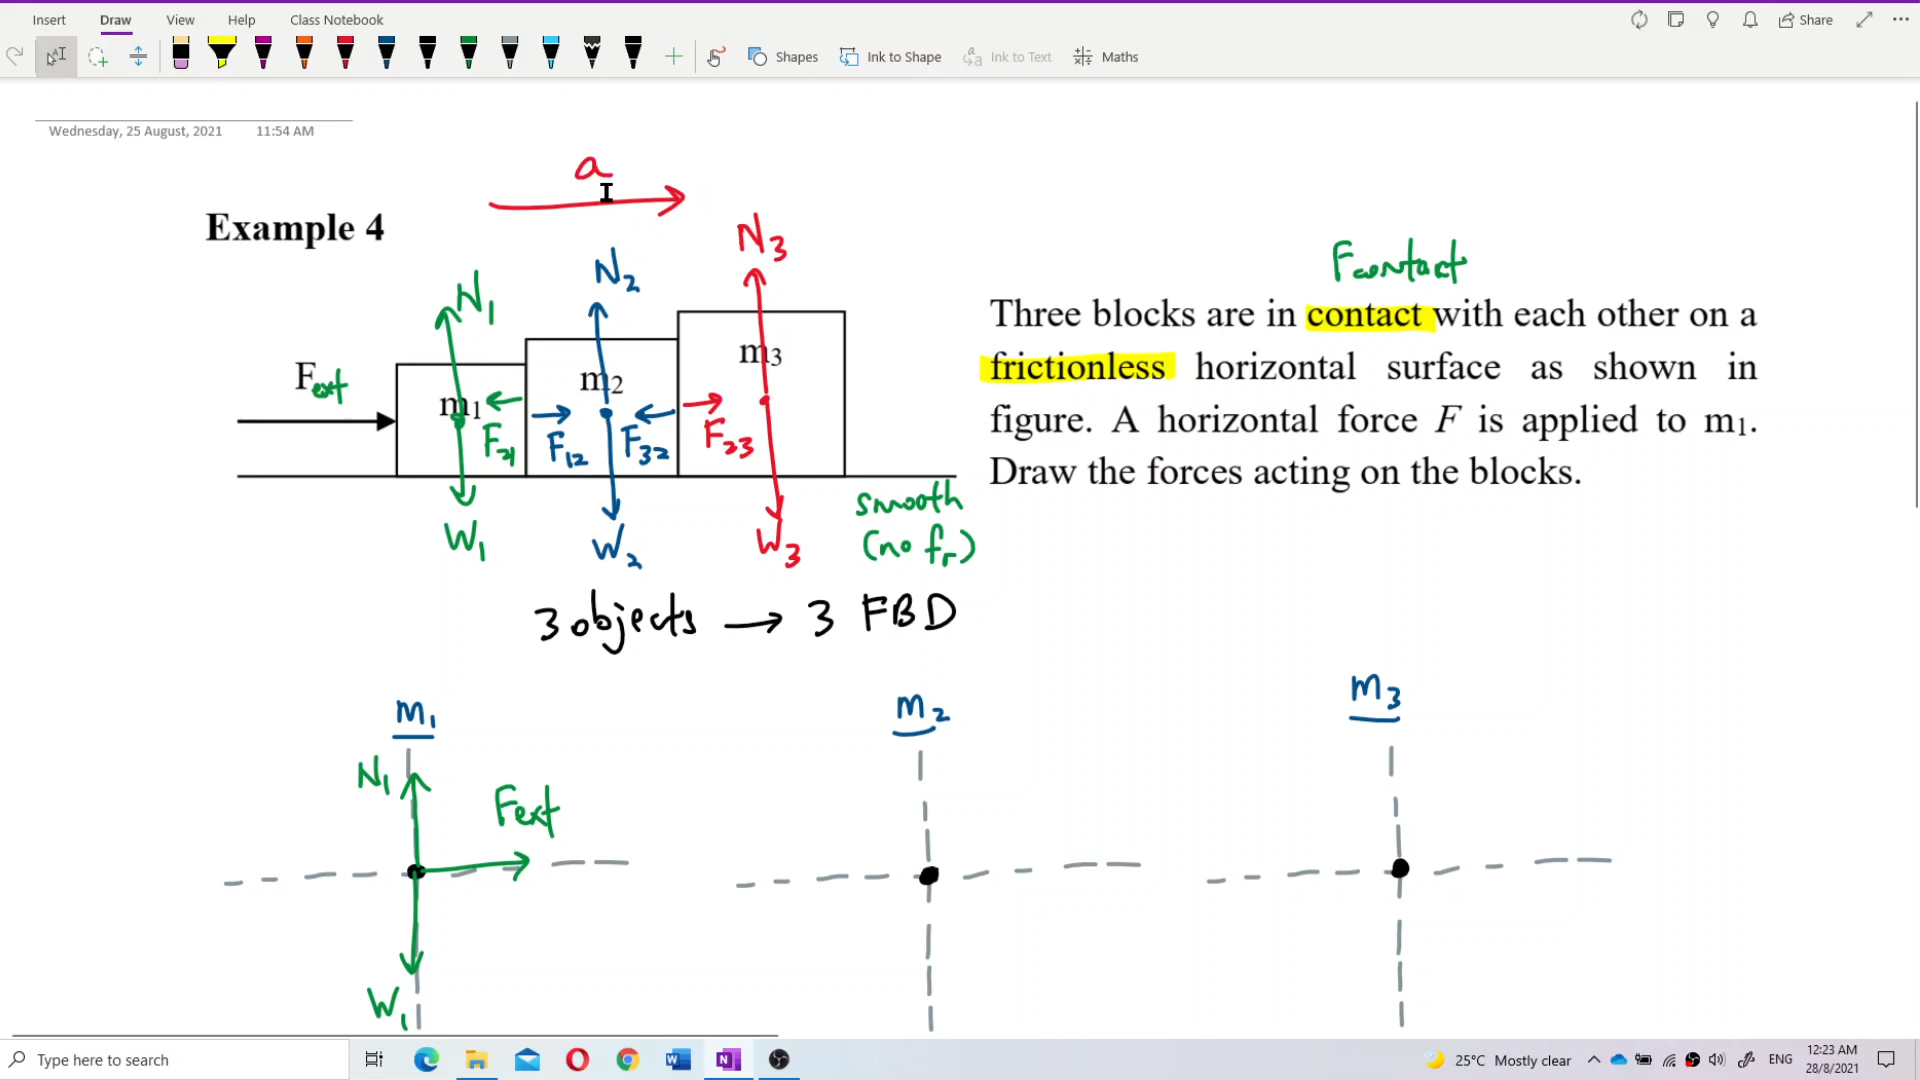 Insert Draw View Help Class Notebook Share
Shapes Ink to Shape Ink to Text Maths
Wednesday, 25 August, 2021 11:54 AM
a
Example 4
N3
N2
N1
Fcontact
Three blocks are in contact with each other on a
frictionless horizontal surface as shown in
figure. A horizontal force F is applied to m1.
Draw the forces acting on the blocks.
Fext
m1
m2
m3
F21
F12
F32
F23
W1
W2
W3
smooth
(no fr)
3 objects → 3 FBD
m1
m2
m3
N1
Fext
W1
Type here to search
25°C Mostly clear
ENG
12:23 AM
28/8/2021